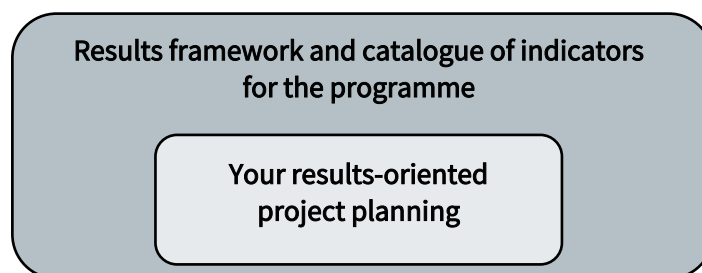 Results framework and catalogue of indicators
for the programme
Your results-oriented
project planning